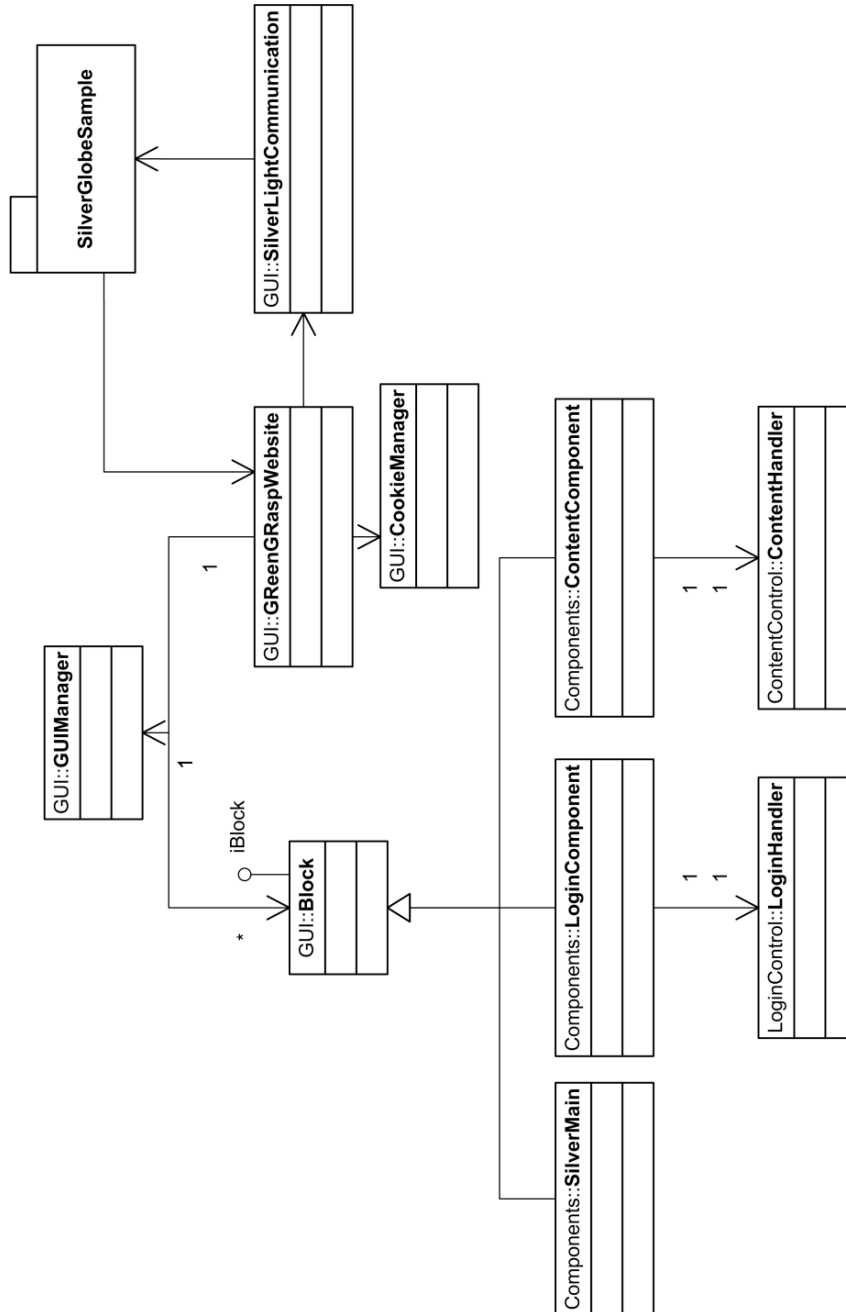 SilverGlobeSample
GUI::SilverLightCommunication
GUI::GUIManager
1
GUI::GReenGRaspWebsite
GUI::CookieManager
1
*
iBlock
GUI::Block
Components::SilverMain
Components::LoginComponent
Components::ContentComponent
1
1
1
1
LoginControl::LoginHandler
ContentControl::ContentHandler